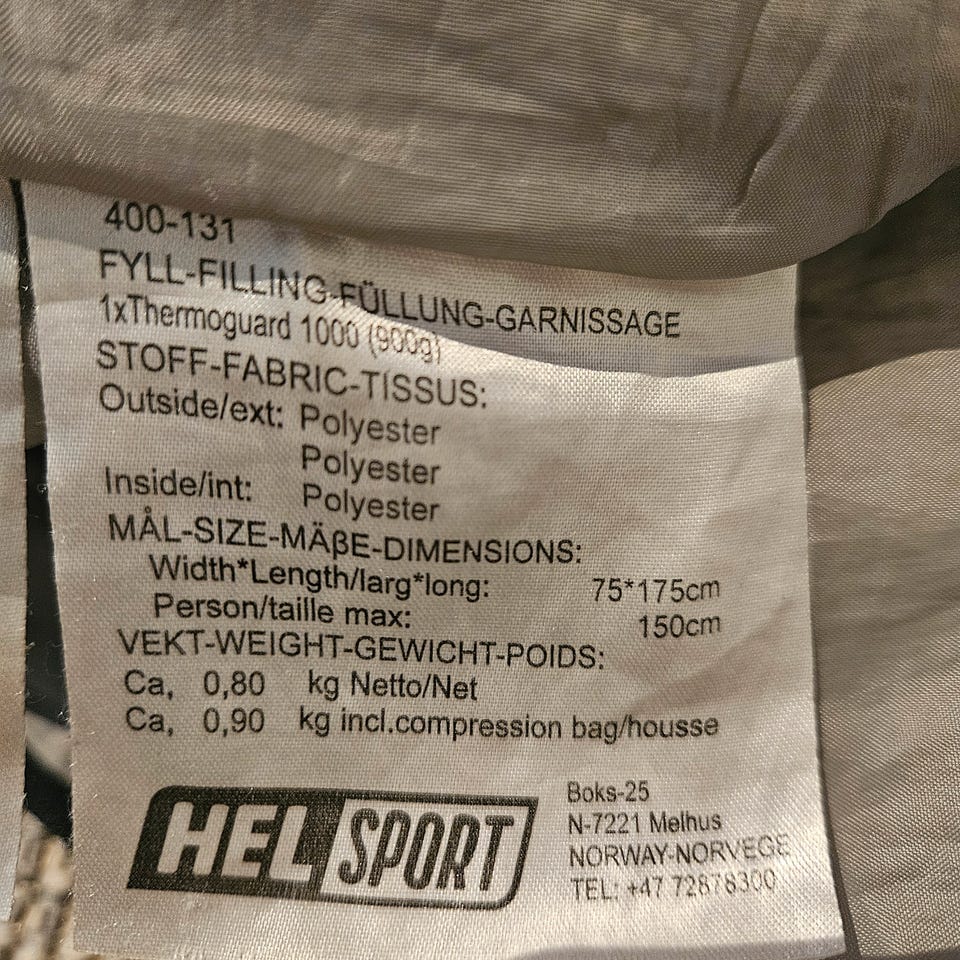 400-131
FYLL-FILLING-FÜLLUNG-GARNISSAGE
1xThermoguard 1000 (900g)
STOFF-FABRIC-TISSUS:
Outside/ext: Polyester
Polyester
Inside/int: Polyester
MÅL-SIZE-MÄβE-DIMENSIONS:
Width*Length/larg*long: 75*175cm
Person/taille max: 150cm
VEKT-WEIGHT-GEWICHT-POIDS:
Ca, 0,80 kg Netto/Net
Ca, 0,90 kg incl.compression bag/housse
HEL SPORT
Boks-25
N-7221 Melhus
NORWAY-NORVEGE
TEL: +47 72878300